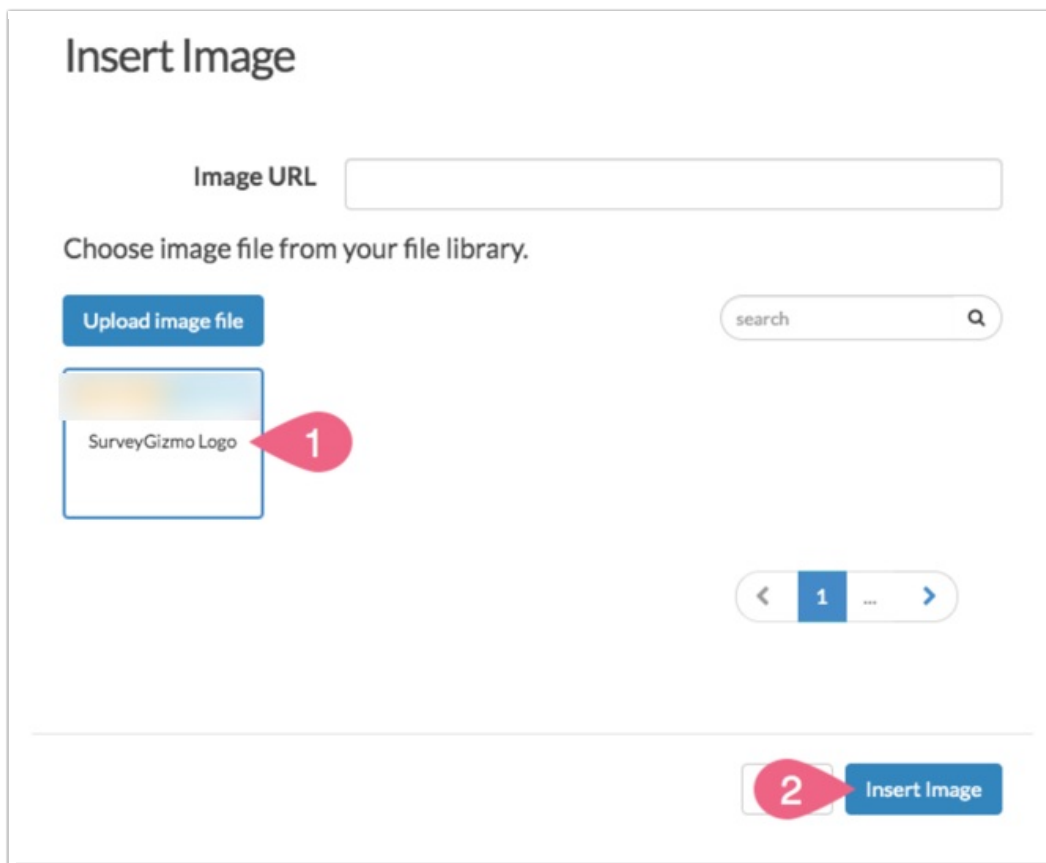 Insert Image
Image URL
Choose image file from your file library.
Upload image file
search
SurveyGizmo Logo
1
1
...
2
Insert Image